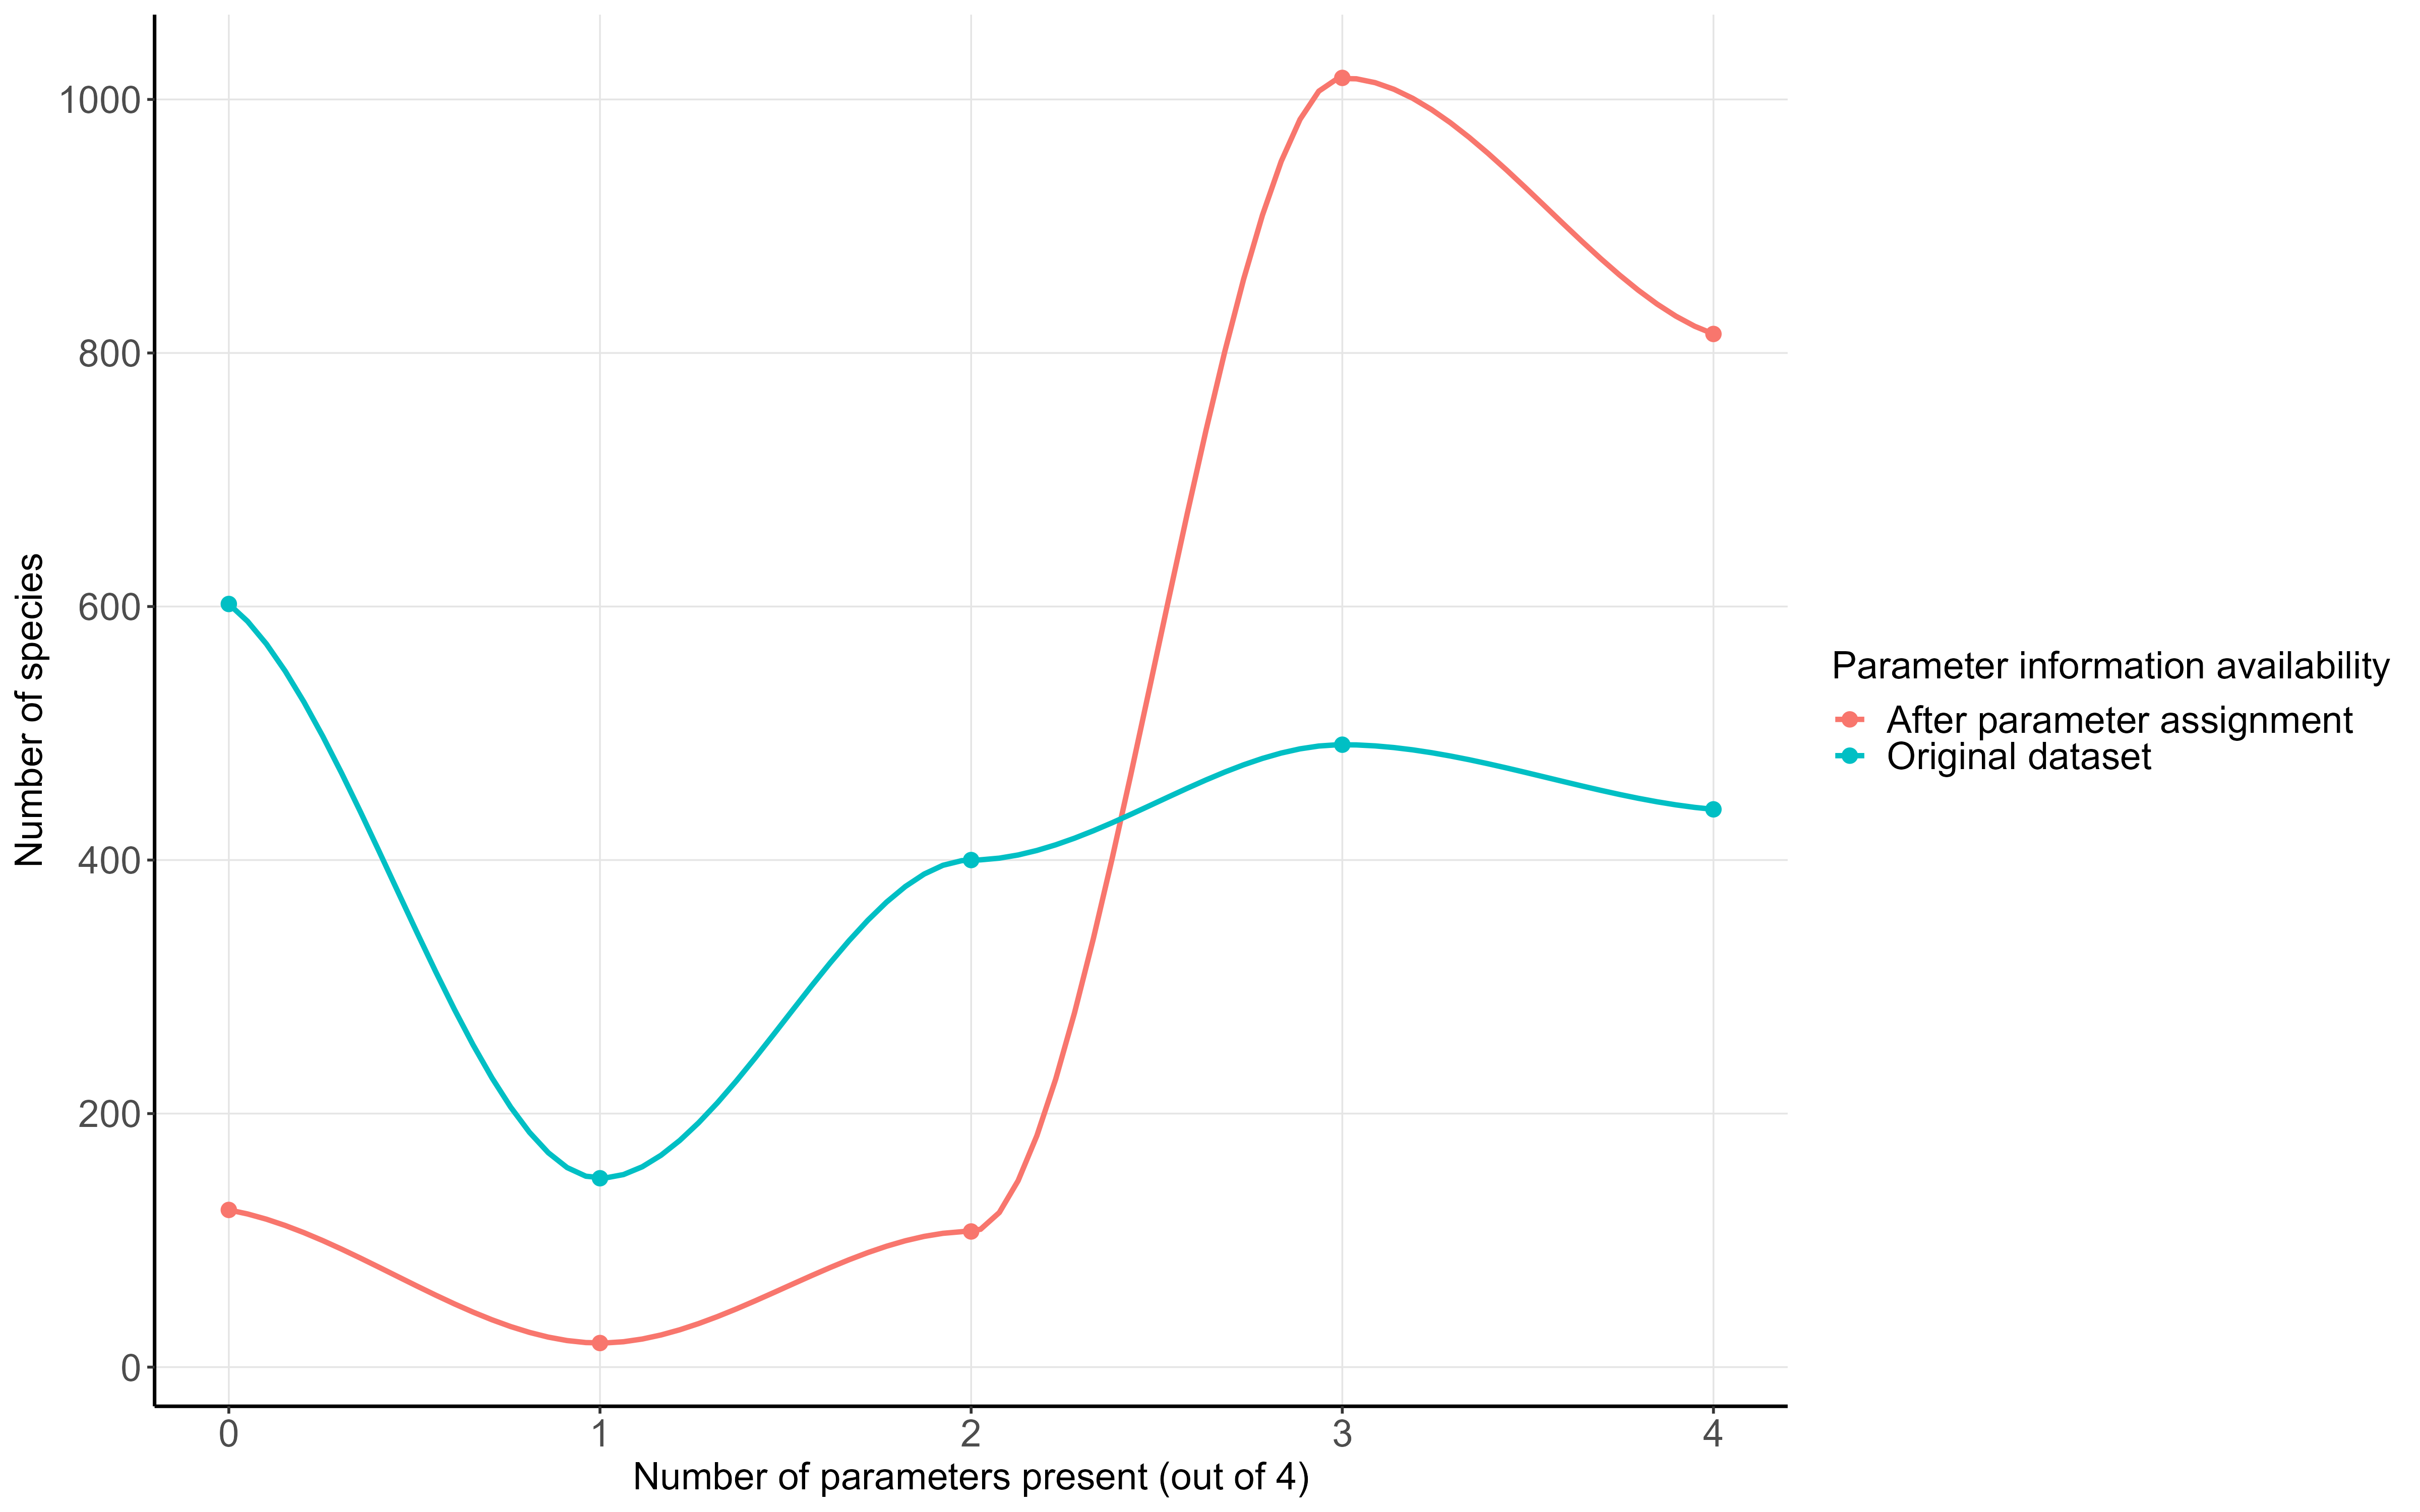 1000
800
600
400
200
0
Number of species
0 1 2 3 4
Number of parameters present (out of 4)
Parameter information availability
After parameter assignment
Original dataset